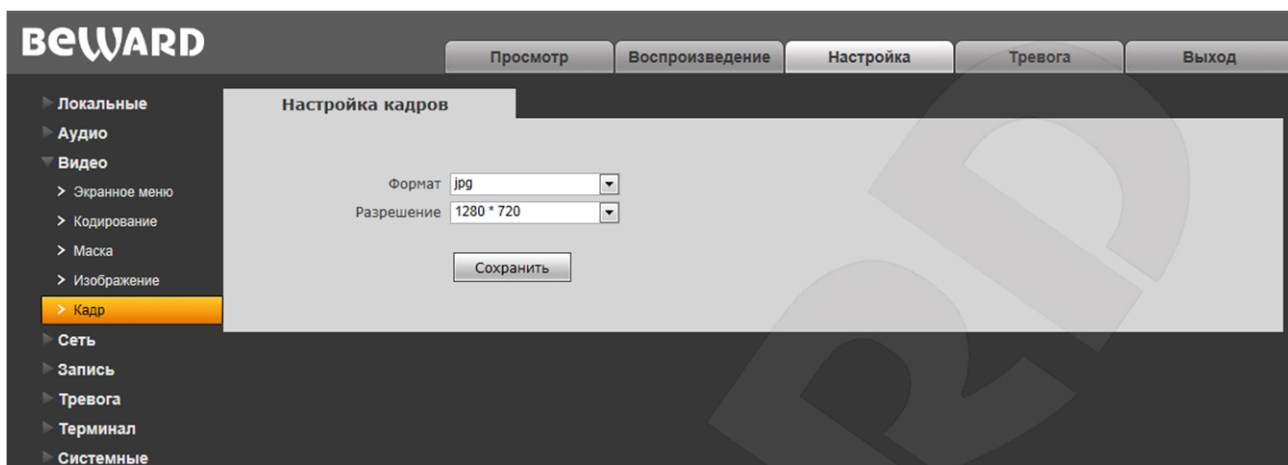 BEWARD
Просмотр
Воспроизведение
Настройка
Тревога
Выход
Локальные
Аудио
Видео
Экранное меню
Кодирование
Маска
Изображение
Кадр
Сеть
Запись
Тревога
Терминал
Системные
Настройка кадров
Формат jpg
Разрешение 1280 * 720
Сохранить
RD